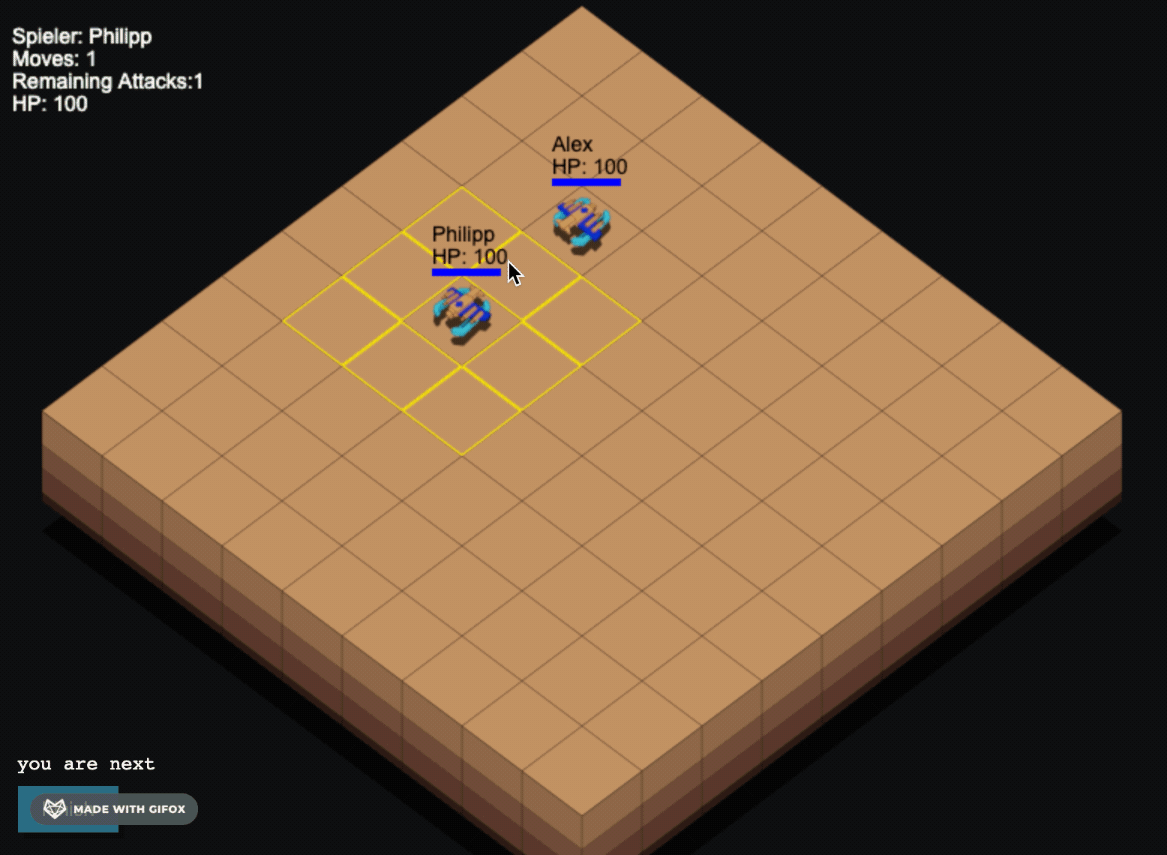 Spieler: Philipp
Moves: 1
Remaining Attacks:1
HP: 100
Alex
HP: 100
Philipp
HP: 100
you are next
MADE WITH GIFOX